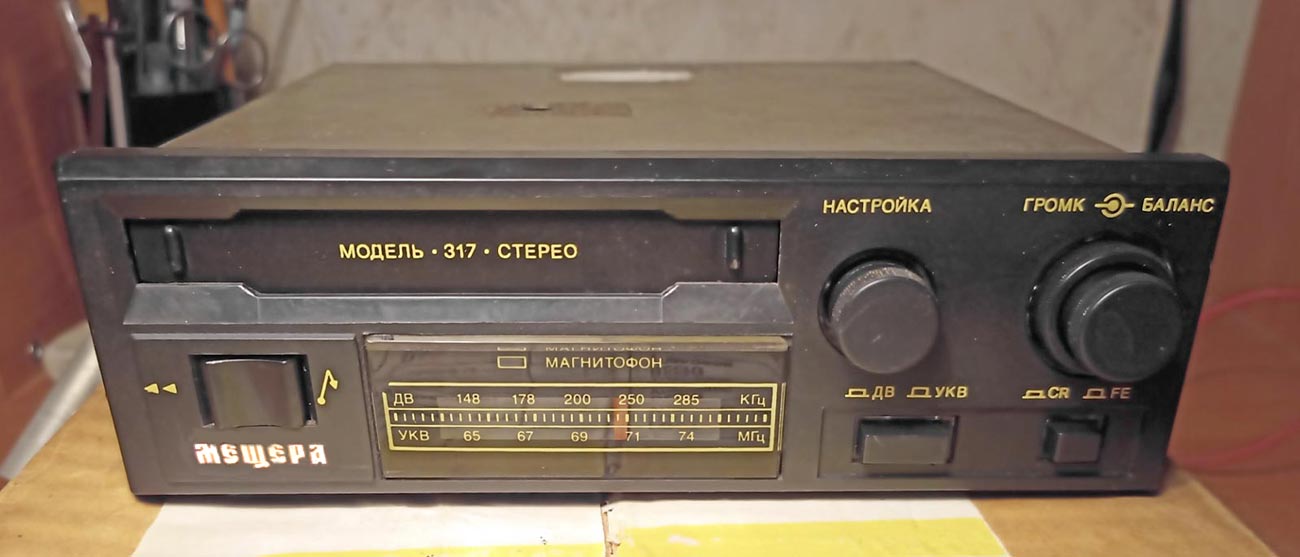 НАСТРОЙКА
ГРОМК БАЛАНС
МОДЕЛЬ • 317 • СТЕРЕО
МАГНИТОФОН
ДВ 148 178 200 250 285 КГц
УКВ 65 67 69 71 74 МГц
ДВ УКВ
CR FE
МЕЩЕРА